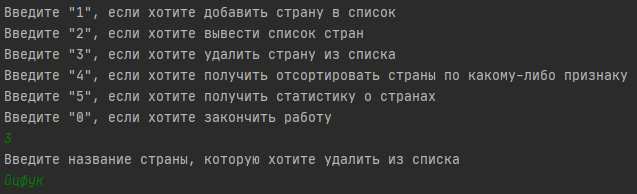 Введите "1", если хотите добавить страну в список
Введите "2", если хотите вывести список стран
Введите "3", если хотите удалить страну из списка
Введите "4", если хотите получить отсортировать страны по какому-либо признаку
Введите "5", если хотите получить статистику о странах
Введите "0", если хотите закончить работу
3
Введите название страны, которую хотите удалить из списка
йцфук